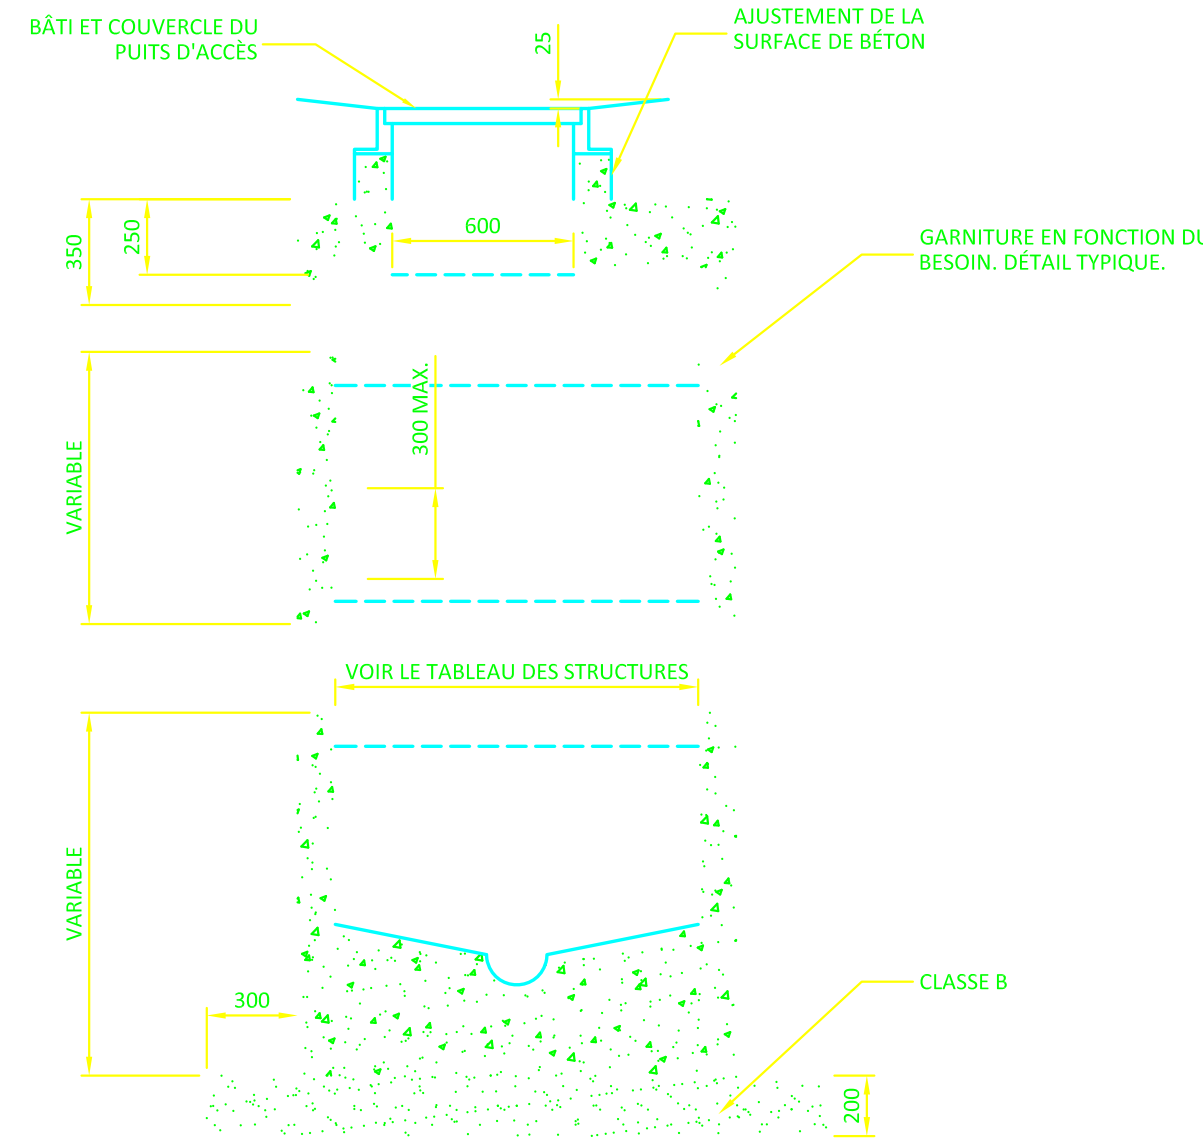 BÂTI ET COUVERCLE DU
PUITS D'ACCÈS
25
AJUSTEMENT DE LA
SURFACE DE BÉTON
350
250
600
GARNITURE EN FONCTION DU
BESOIN. DÉTAIL TYPIQUE.
VARIABLE
300 MAX.
VOIR LE TABLEAU DES STRUCTURES
VARIABLE
300
CLASSE B
200